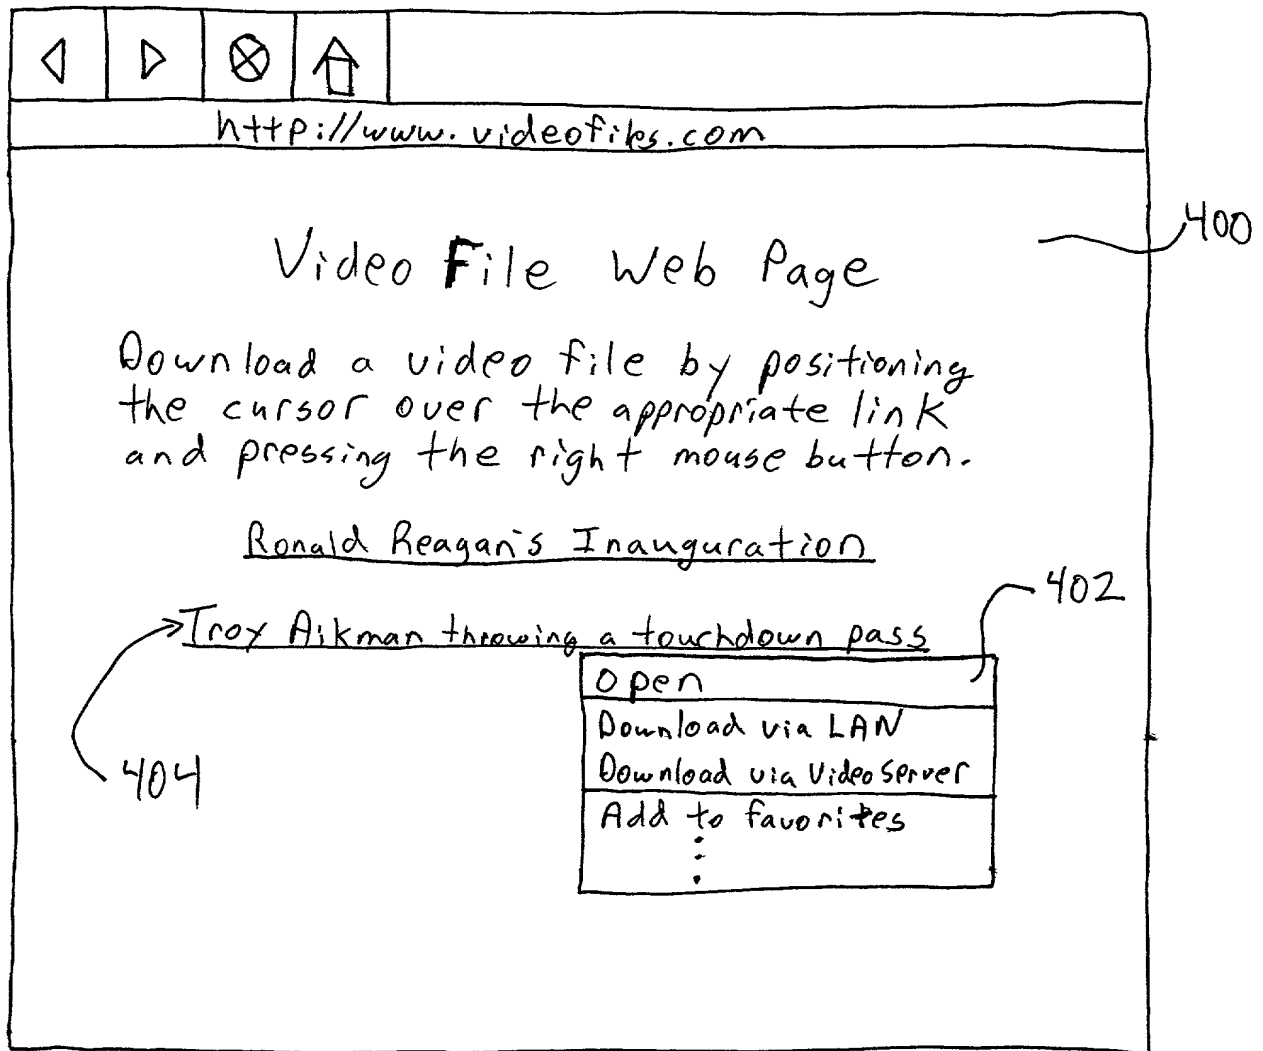 http://www.videofiles.com
400
Video File Web Page
Download a video file by positioning
the cursor over the appropriate link
and pressing the right mouse button.
Ronald Reagan's Inauguration
402
Troy Aikman throwing a touchdown pass
Open
Download via LAN
404
Download via Video Server
Add to favorites